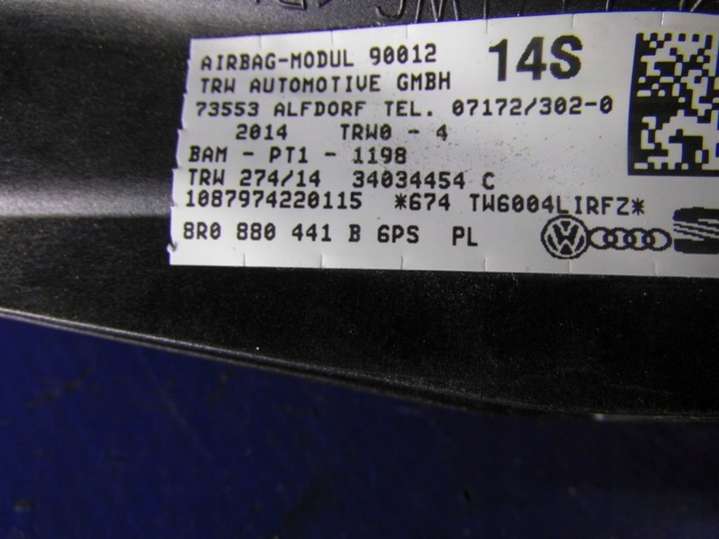 AIRBAG-MODUL 90012 14S
TRW AUTOMOTIVE GMBH
73553 ALFDORF TEL. 07172/302-0
2014 TRW0 - 4
BAM - PT1 - 1198
TRW 274/14 34034454 C
1087974220115 *674 TW6004LIRFZ*
8R0 880 441 B 6PS PL